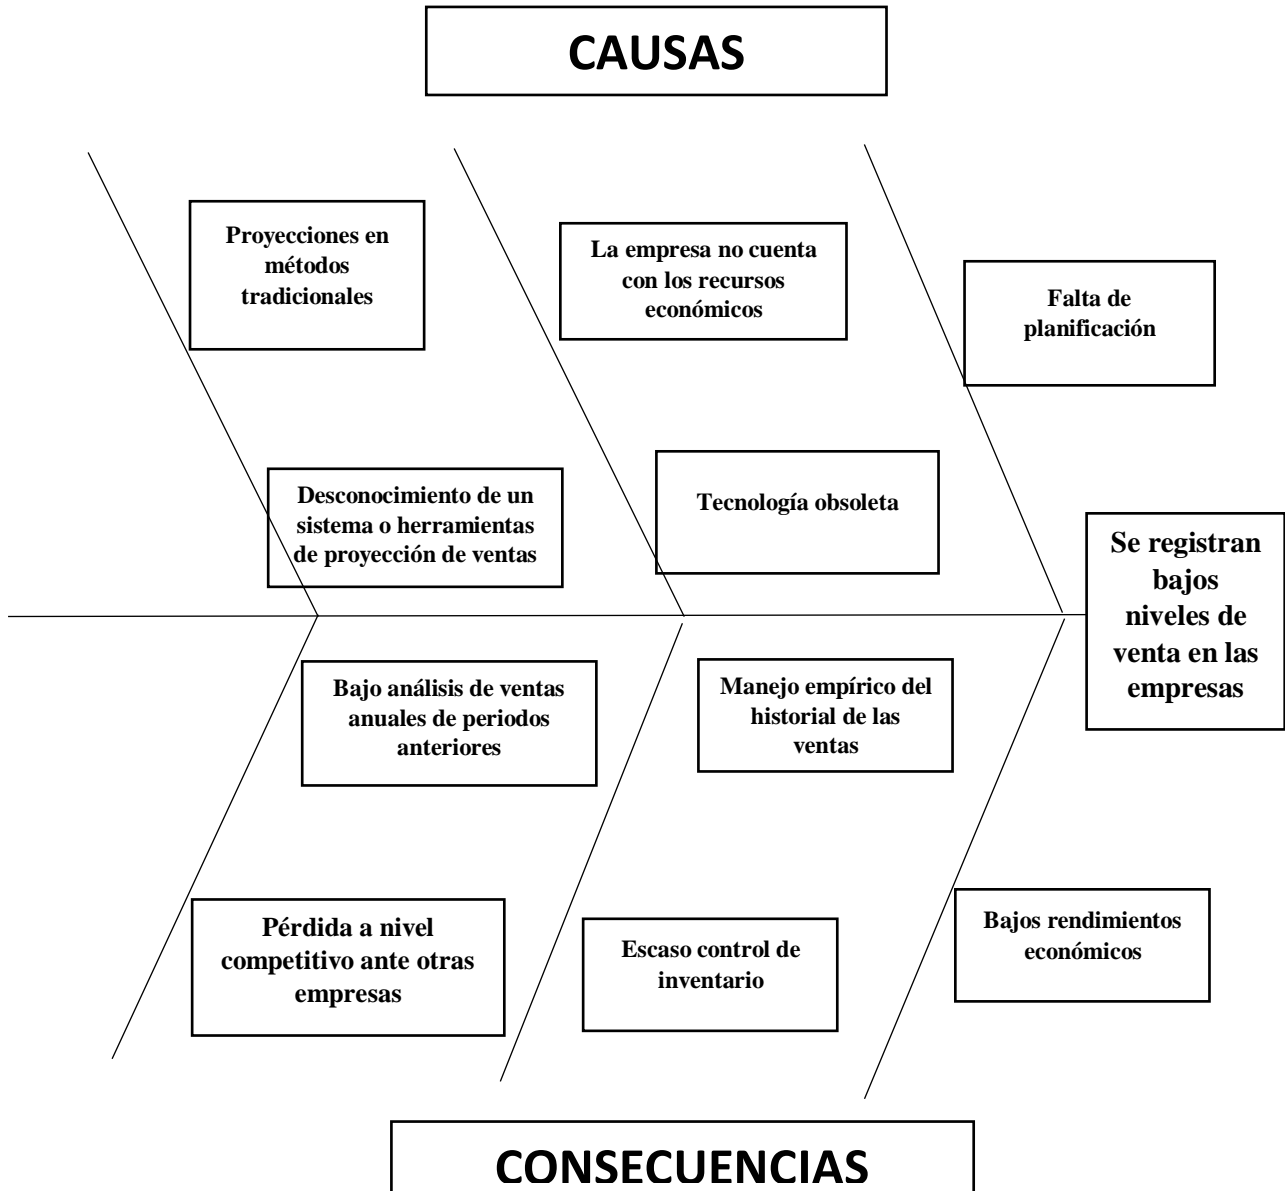 CAUSAS
Proyecciones en
métodos
tradicionales
La empresa no cuenta
con los recursos
económicos
Falta de
planificación
Desconocimiento de un
sistema o herramientas
de proyección de ventas
Tecnología obsoleta
Se registran
bajos
niveles de
venta en las
empresas
Bajo análisis de ventas
anuales de periodos
anteriores
Manejo empírico del
historial de las
ventas
Pérdida a nivel
competitivo ante otras
empresas
Escaso control de
inventario
Bajos rendimientos
económicos
CONSECUENCIAS